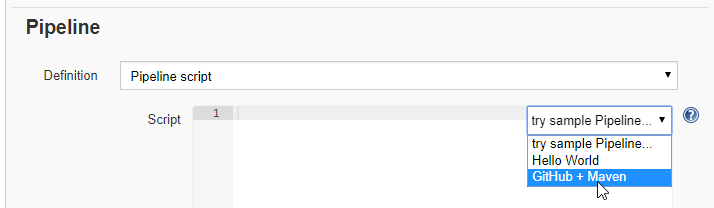 Pipeline
Definition
Pipeline script
Script
1
try sample Pipeline...
?
try sample Pipeline...
Hello World
GitHub + Maven